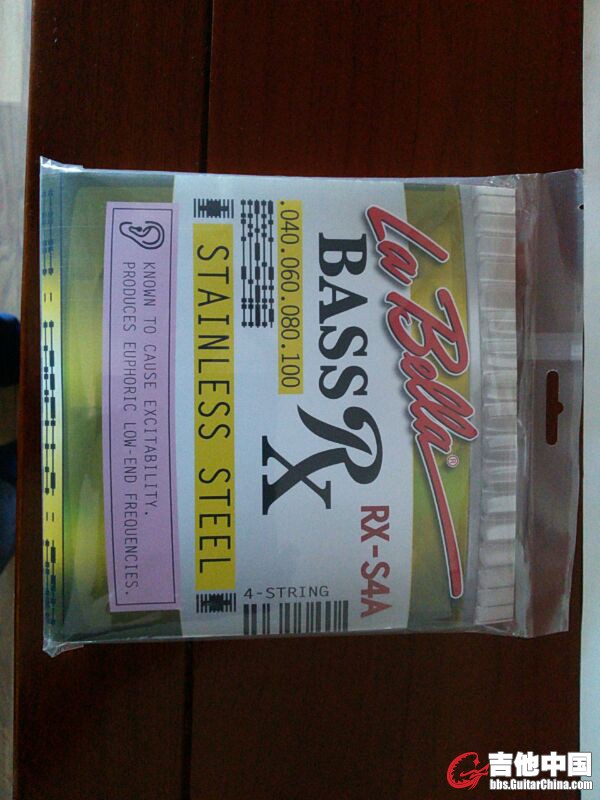 La Bella®
RX-S4A
BASS RX
.040.060.080.100
4-STRING
STAINLESS STEEL
KNOWN TO CAUSE EXCITABILITY.
PRODUCES EUPHORIC LOW-END FREQUENCIES.
吉他中国
bbs.GuitarChina.com